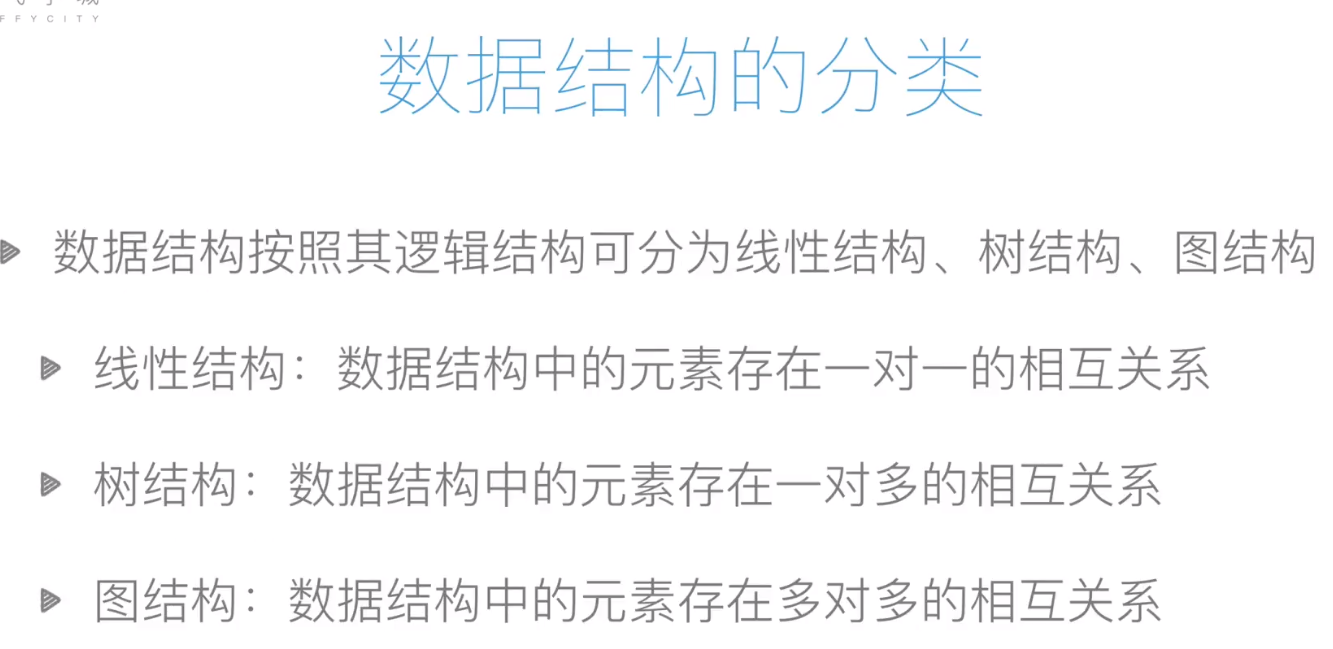 FFYCITY
数据结构的分类
数据结构按照其逻辑结构可分为线性结构、树结构、图结构
线性结构：数据结构中的元素存在一对一的相互关系
树结构：数据结构中的元素存在一对多的相互关系
图结构：数据结构中的元素存在多对多的相互关系